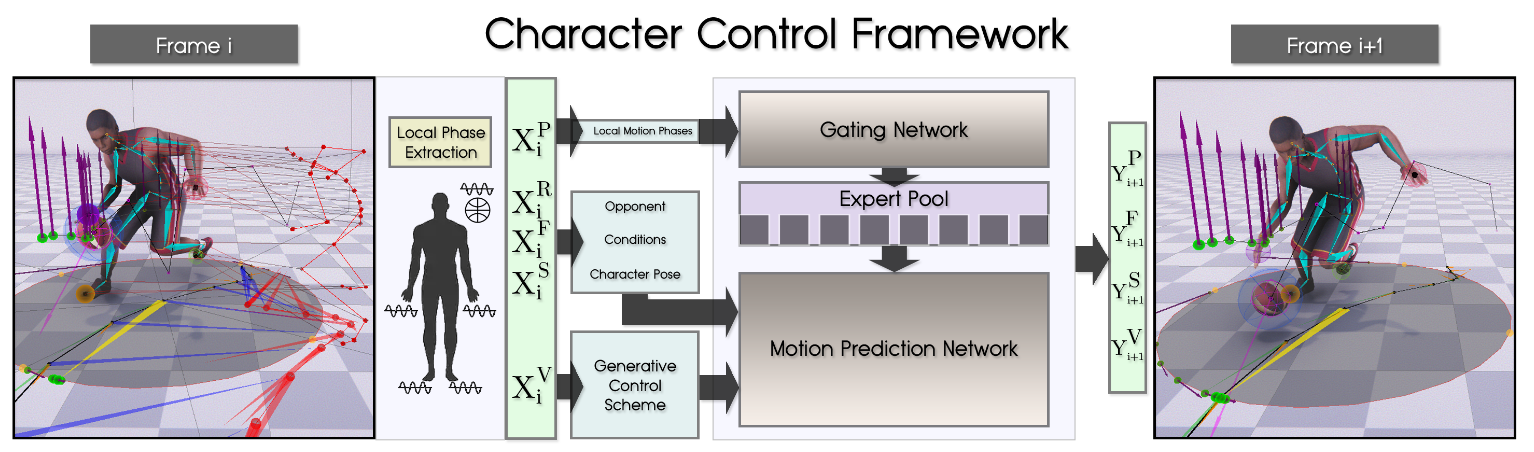 Character Control Framework
Frame i
Frame i+1
Local Phase
Extraction
X_i^P
X_i^R
X_i^F
X_i^S
X_i^V
Local Motion Phases
Opponent
Conditions
Character Pose
Generative
Control
Scheme
Gating Network
Expert Pool
Motion Prediction Network
Y_{i+1}^P
Y_{i+1}^F
Y_{i+1}^S
Y_{i+1}^V